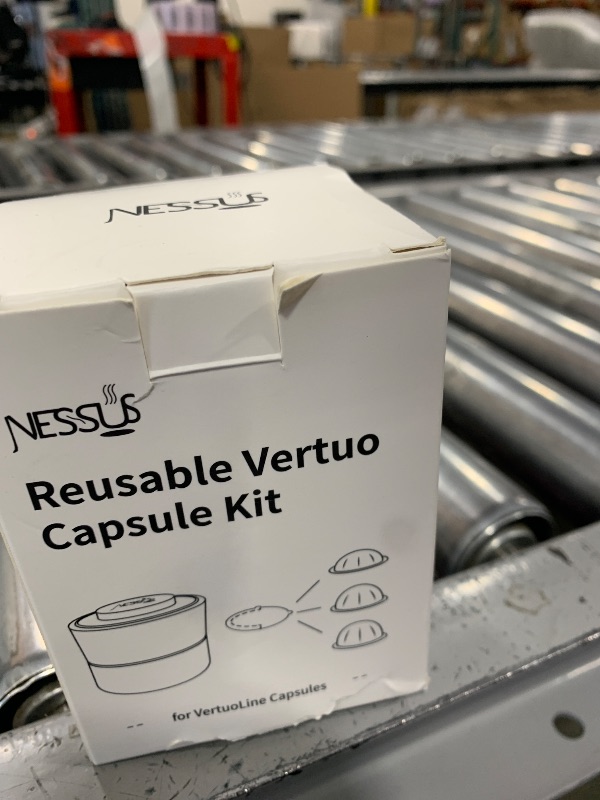 NESSUS
NESSUS
Reusable Vertuo
Capsule Kit
-- for VertuoLine Capsules --